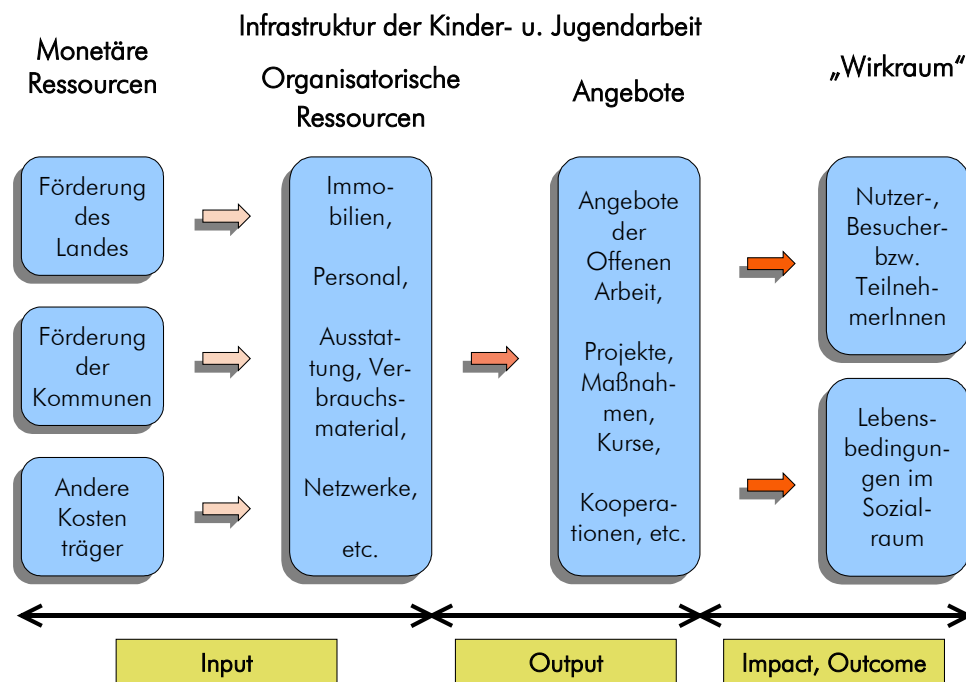 Infrastruktur der Kinder- u. Jugendarbeit
Monetäre
Ressourcen
Organisatorische
Ressourcen
Angebote
„Wirkraum“
Förderung
des
Landes
Förderung
der
Kommunen
Andere
Kosten
träger
Immo-
bilien,
Personal,
Ausstat-
tung, Ver-
brauchs-
material,
Netzwerke,
etc.
Angebote
der
Offenen
Arbeit,
Projekte,
Maßnah-
men,
Kurse,
Koopera-
tionen, etc.
Nutzer-,
Besucher-
bzw.
Teilneh-
merInnen
Lebens-
bedingun-
gen im
Sozial-
raum
Input
Output
Impact, Outcome